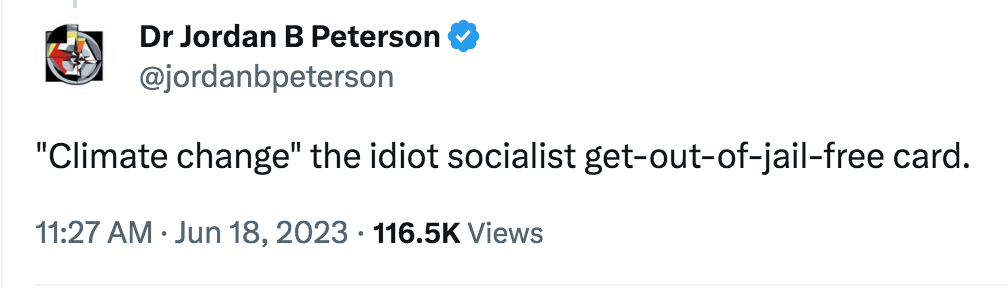 Dr Jordan B Peterson
@jordanbpeterson
"Climate change" the idiot socialist get-out-of-jail-free card.
11:27 AM · Jun 18, 2023 · 116.5K Views